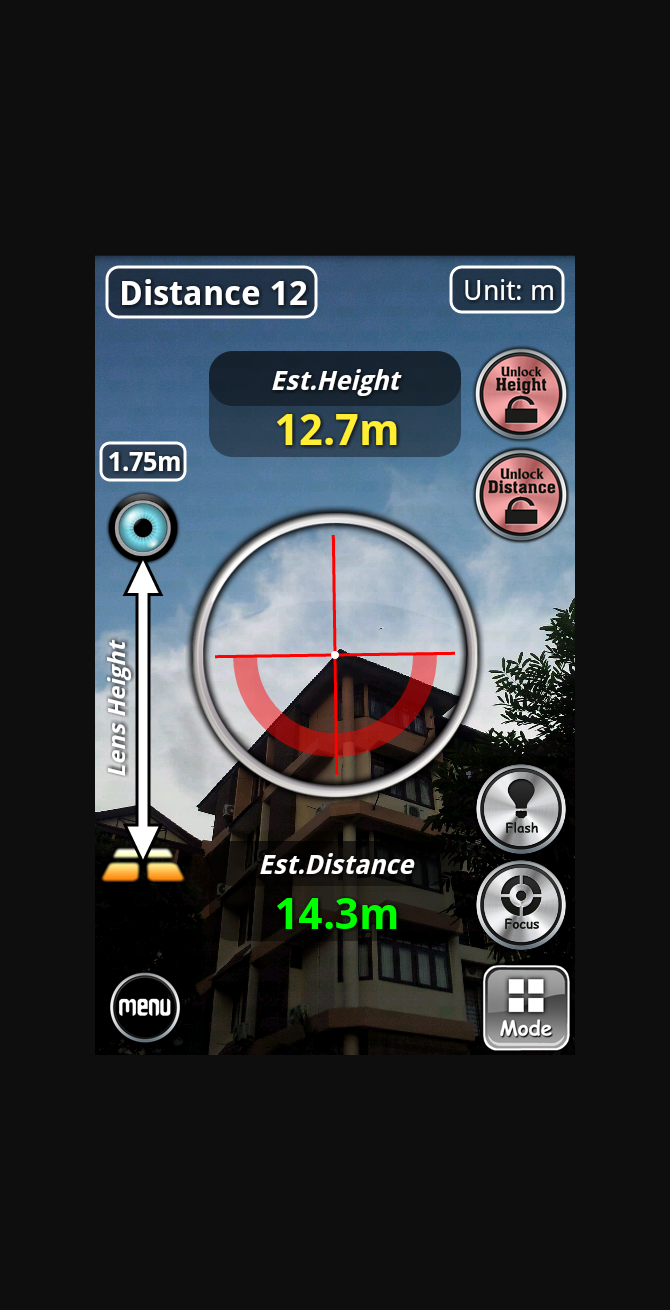 Distance 12
Unit: m
Est.Height
12.7m
Unlock
Height
1.75m
Unlock
Distance
Lens Height
Flash
Est.Distance
14.3m
Focus
menu
Mode